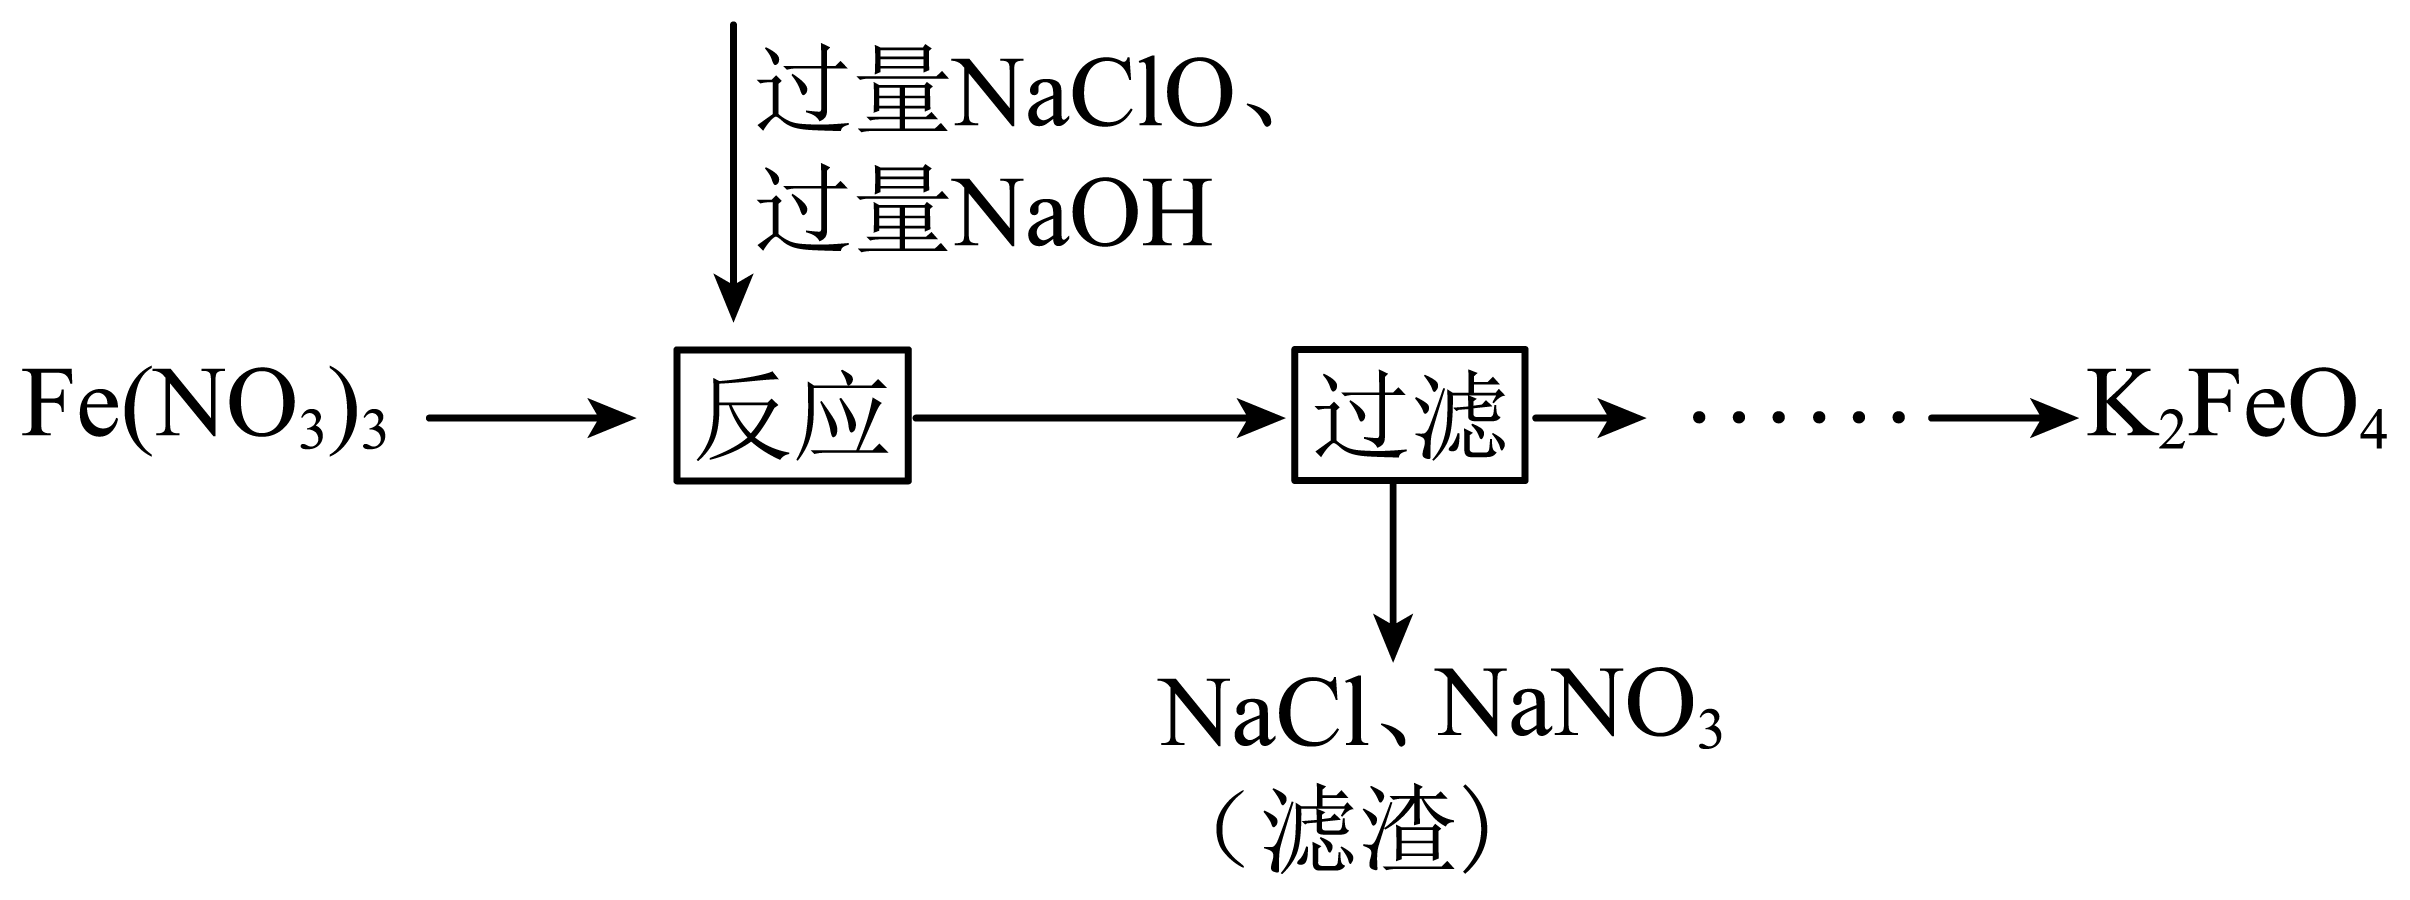 过量NaClO、
过量NaOH
Fe(NO₃)₃
反应
过滤
······
K₂FeO₄
NaCl、NaNO₃
（滤渣）